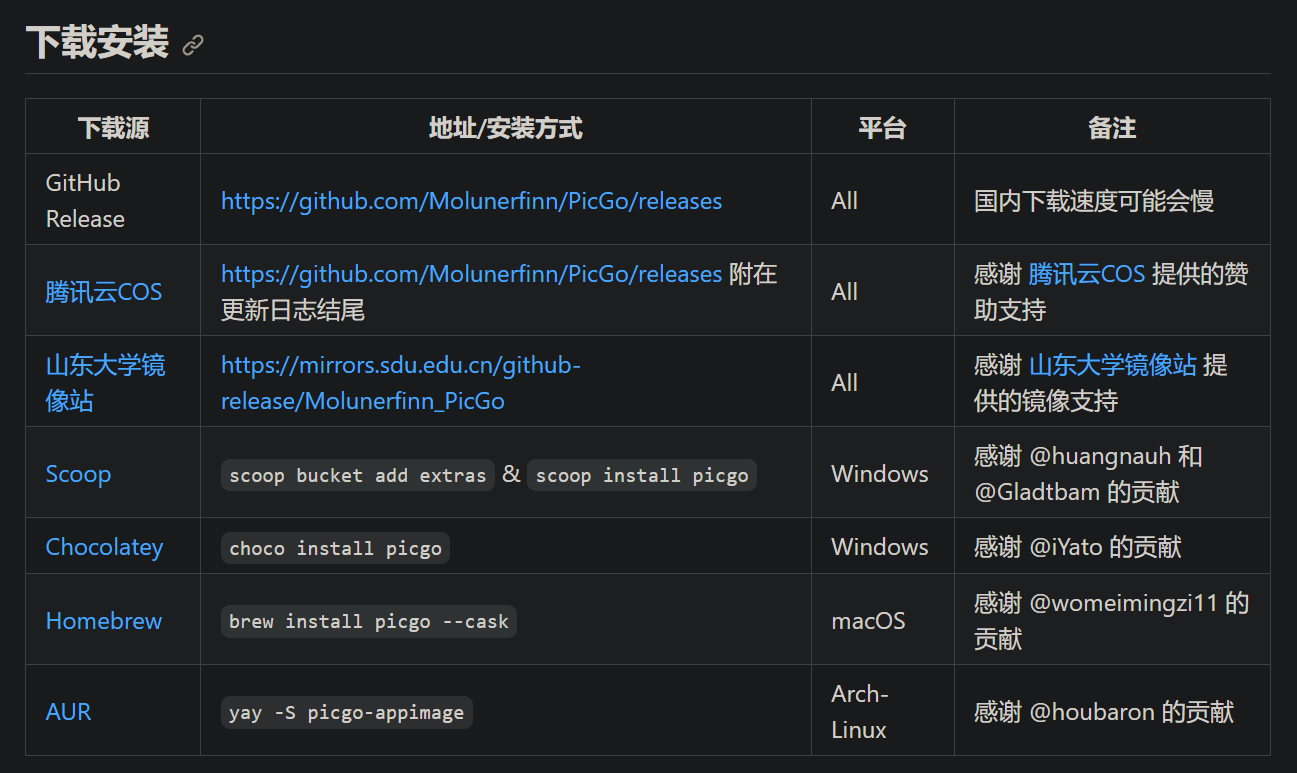 下载安装
下载源 地址/安装方式 平台 备注
GitHub
Release
https://github.com/Molunerfinn/PicGo/releases
All
国内下载速度可能会慢
腾讯云COS
https://github.com/Molunerfinn/PicGo/releases 附在
更新日志结尾
All
感谢 腾讯云COS 提供的赞
助支持
山东大学镜
像站
https://mirrors.sdu.edu.cn/github-
release/Molunerfinn_PicGo
All
感谢 山东大学镜像站 提
供的镜像支持
Scoop
scoop bucket add extras & scoop install picgo
Windows
感谢 @huangnauh 和
@Gladtbam 的贡献
Chocolatey
choco install picgo
Windows
感谢 @iYato 的贡献
Homebrew
brew install picgo --cask
macOS
感谢 @womeimingzi11 的
贡献
AUR
yay -S picgo-appimage
Arch-
Linux
感谢 @houbaron 的贡献